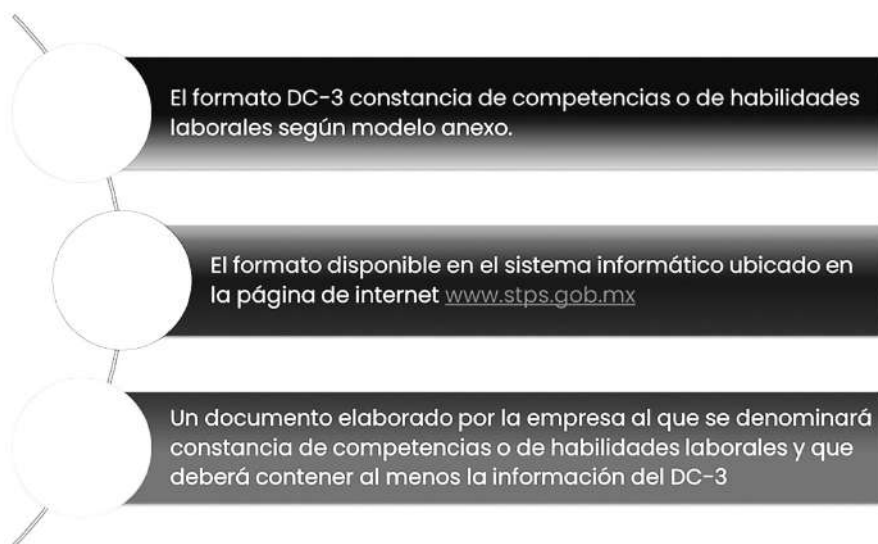 El formato DC-3 constancia de competencias o de habilidades
laborales según modelo anexo.
El formato disponible en el sistema informático ubicado en
la página de internet www.stps.gob.mx
Un documento elaborado por la empresa al que se denominará
constancia de competencias o de habilidades laborales y que
deberá contener al menos la información del DC-3